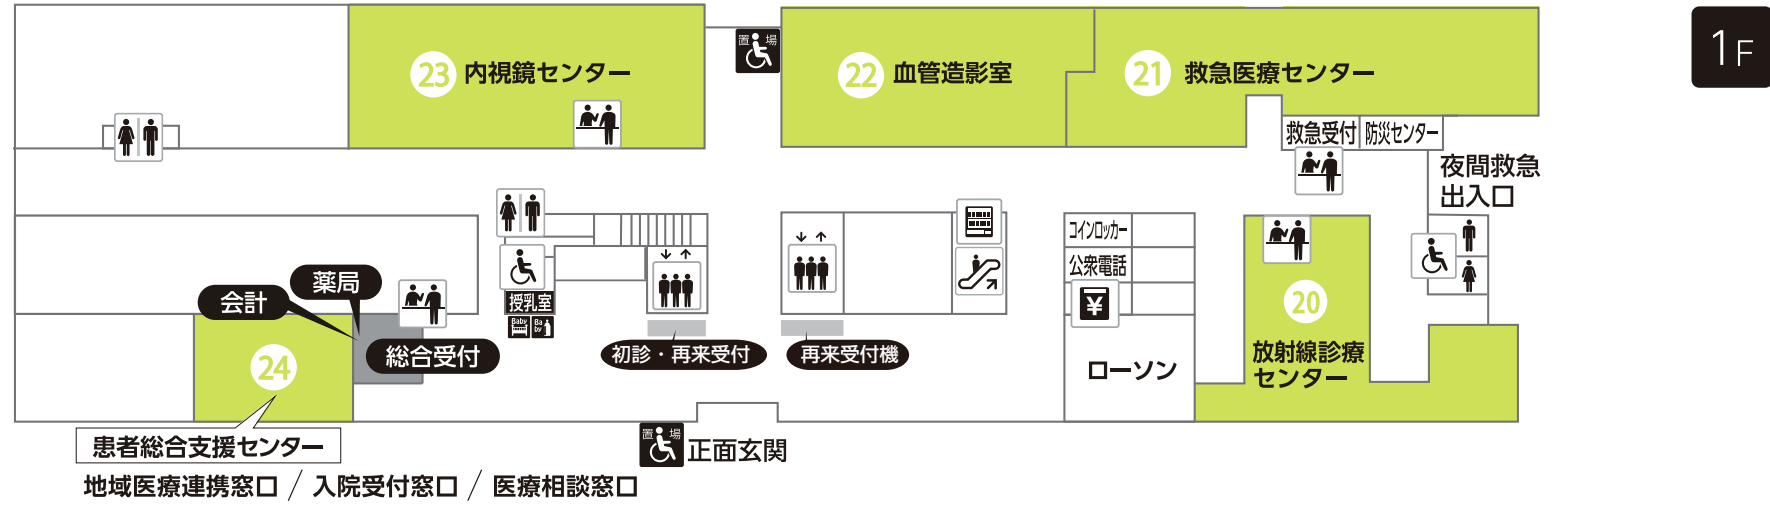 1F
23 内視鏡センター
置場
22 血管造影室
21 救急医療センター
救急受付
防災センター
夜間救急
出入口
コインロッカー
公衆電話
¥
ローソン
20
放射線診療
センター
授乳室
Baby
Baby
薬局
会計
総合受付
初診・再来受付
再来受付機
24
患者総合支援センター
地域医療連携窓口／入院受付窓口／医療相談窓口
置場
正面玄関